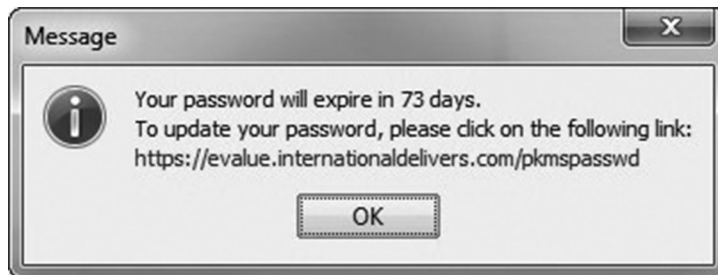 Message
x
Your password will expire in 73 days.
To update your password, please click on the following link:
https://evalue.internationaldelivers.com/pkmspasswd
OK